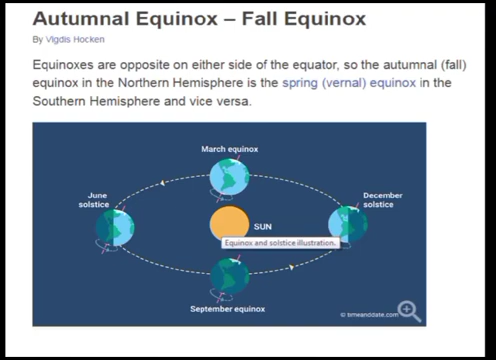 Autumnal Equinox – Fall Equinox
By Vigdis Hocken
Equinoxes are opposite on either side of the equator, so the autumnal (fall)
equinox in the Northern Hemisphere is the spring (vernal) equinox in the
Southern Hemisphere and vice versa.
March equinox
June
solstice
December
solstice
SUN
Equinox and solstice illustration.
September equinox
© timeanddate.com